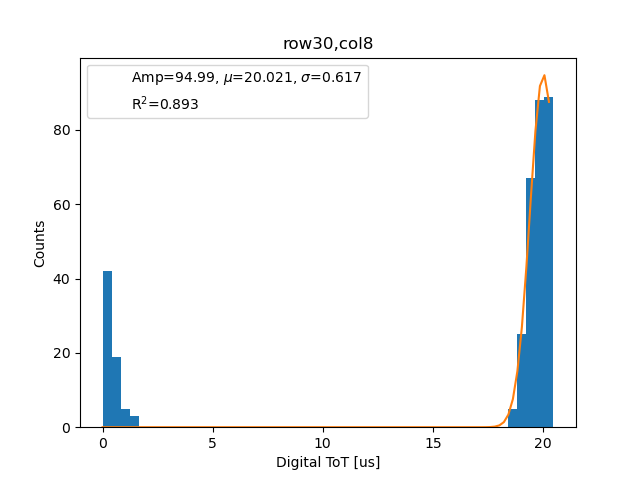 row30,col8
Amp=94.99, μ=20.021, σ=0.617
R²=0.893
Counts
80
60
40
20
0
0 5 10 15 20
Digital ToT [us]